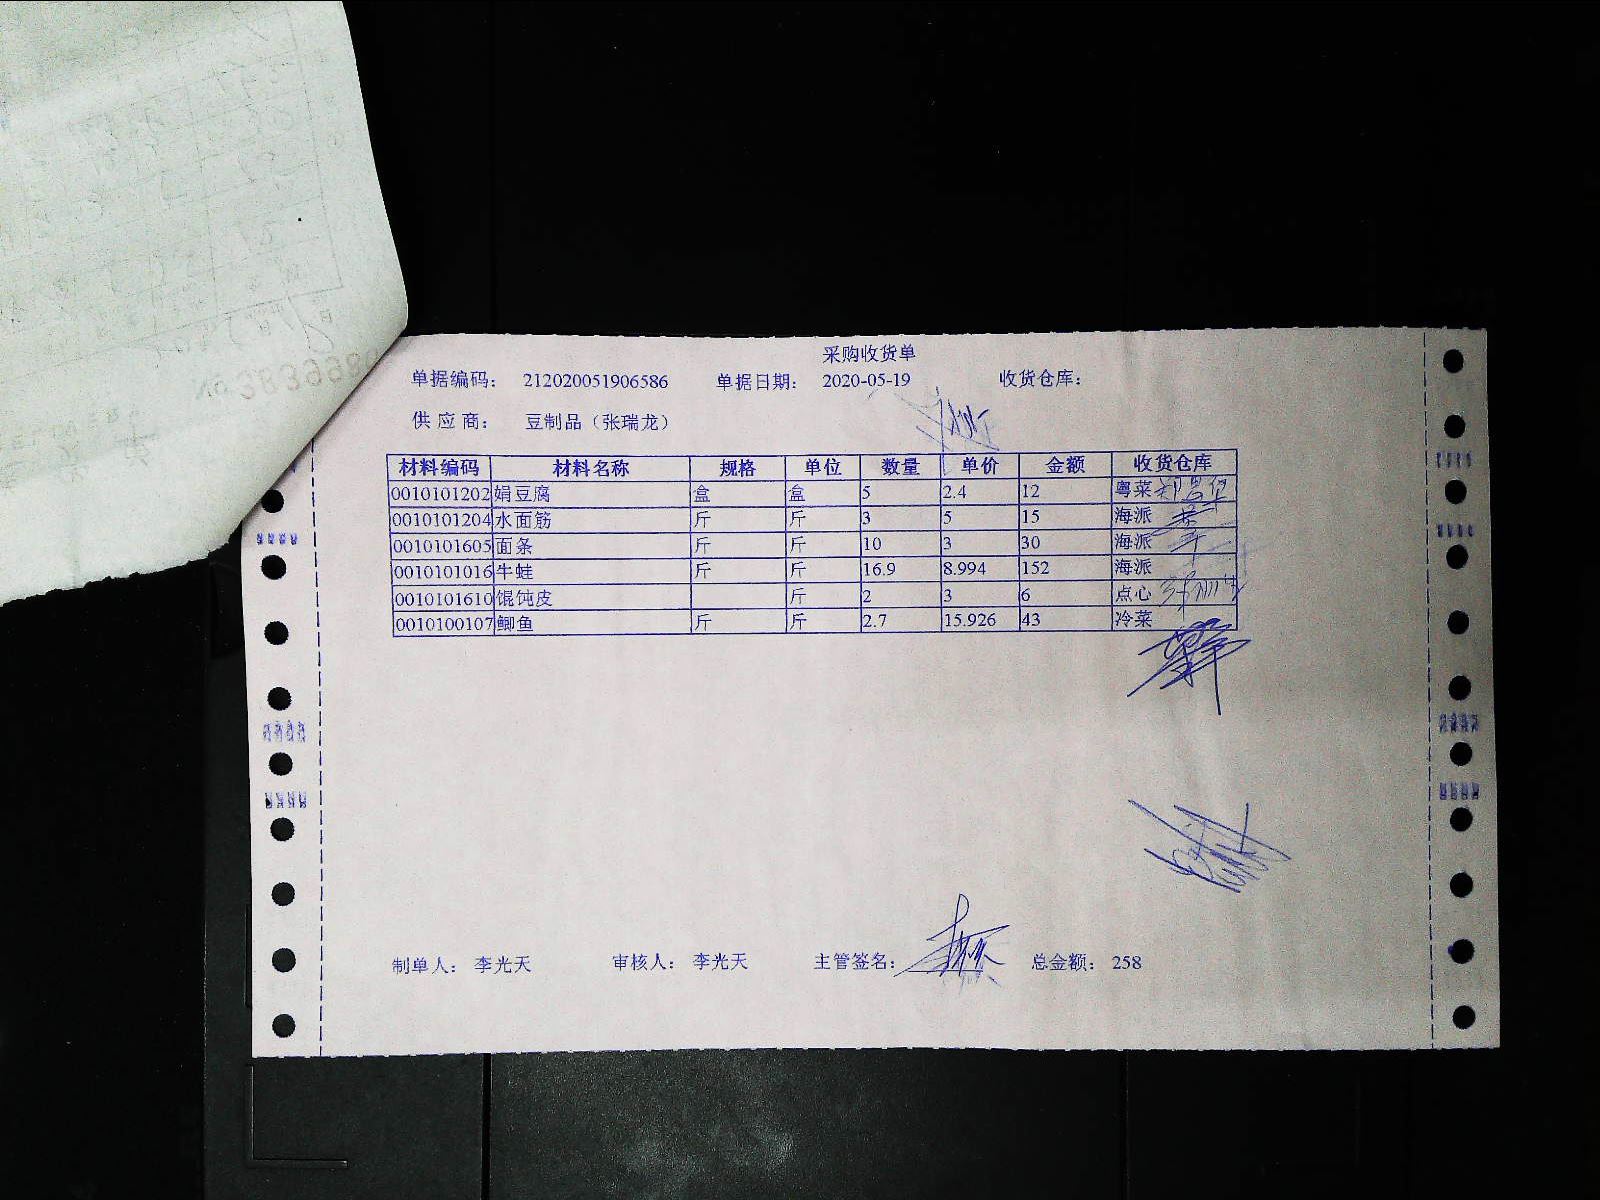 采购收货单
单据编码： 212020051906586 单据日期： 2020-05-19 收货仓库：
供 应 商： 豆制品（张瑞龙）
材料编码 材料名称 规格 单位 数量 单价 金额 收货仓库
0010101202 娟豆腐 盒 盒 5 2.4 12 粤菜
0010101204 水面筋 斤 斤 3 5 15 海派
0010101605 面条 斤 斤 10 3 30 海派
0010101016 牛蛙 斤 斤 16.9 8.994 152 海派
0010101610 馄饨皮 斤 2 3 6 点心
0010100107 鲫鱼 斤 斤 2.7 15.926 43 冷菜
制单人： 李光天 审核人： 李光天 主管签名： 总金额： 258